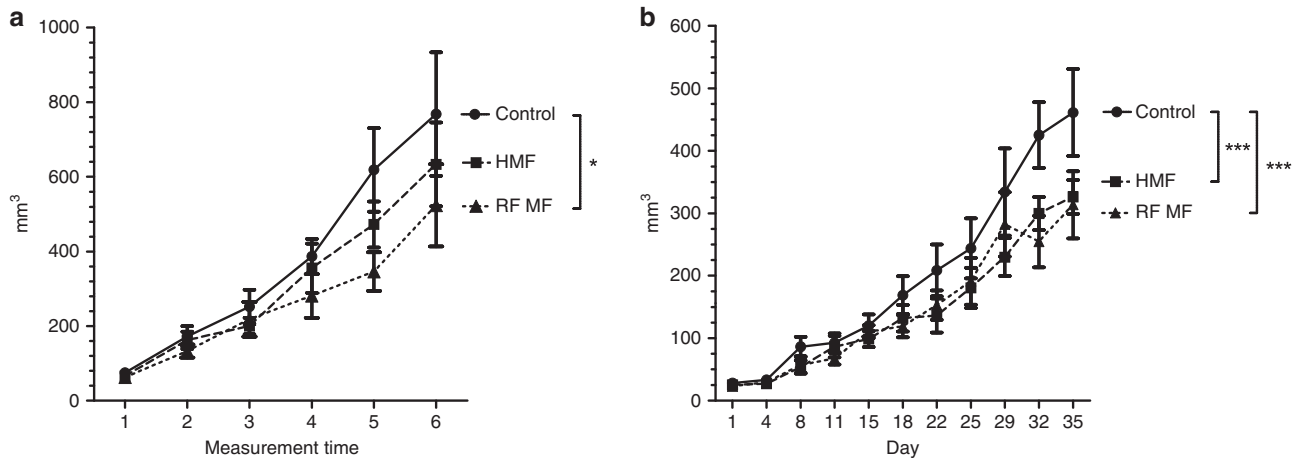 a
1000
800
600
400
200
0
mm³
1 2 3 4 5 6
Measurement time
Control
HMF
RF MF
*
b
600
500
400
300
200
100
0
mm³
1 4 8 11 15 18 22 25 29 32 35
Day
Control
HMF
RF MF
***
***